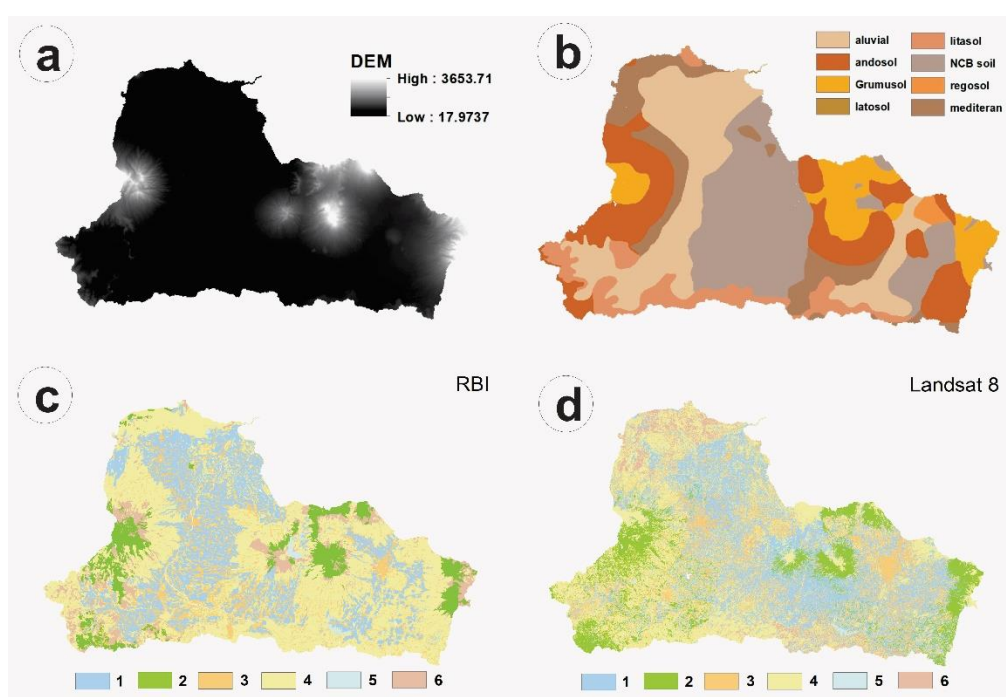 a
DEM
High : 3653.71
Low : 17.9737
b
aluvial
andosol
Grumusol
latosol
litasol
NCB soil
regosol
mediteran
c
RBI
1 2 3 4 5 6
d
Landsat 8
1 2 3 4 5 6